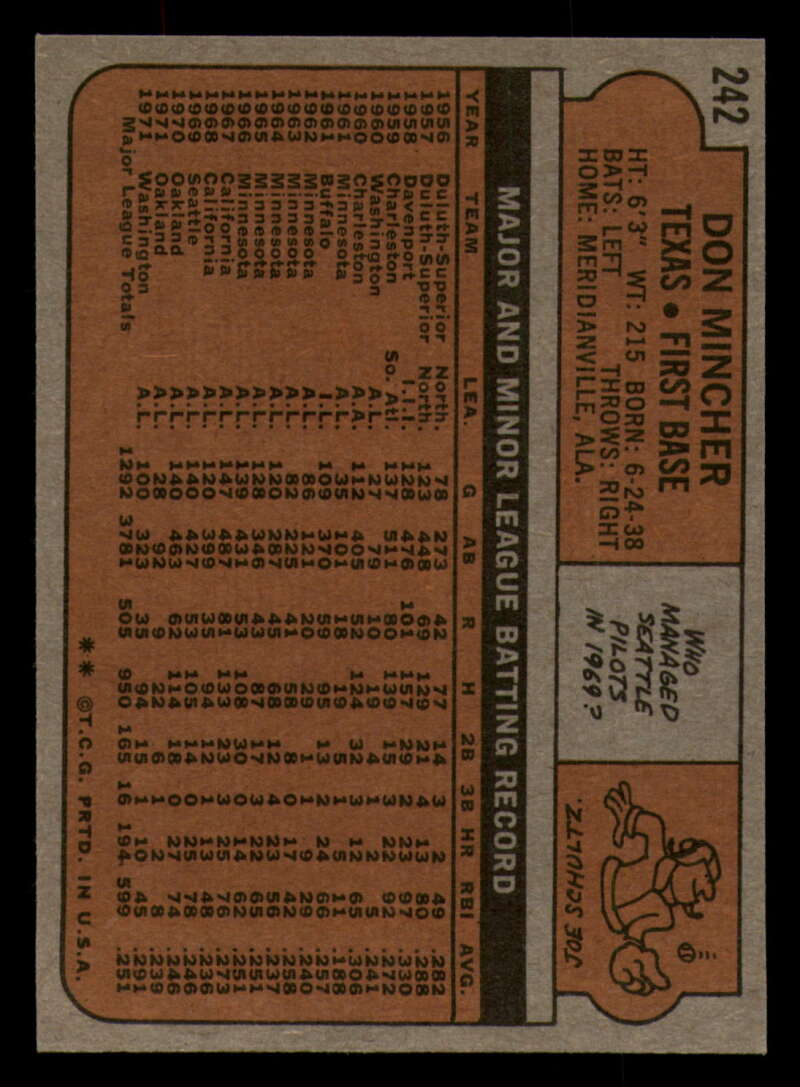 242
DON MINCHER
TEXAS • FIRST BASE
HT: 6'3" WT: 215 BORN: 6-24-38
BATS: LEFT THROWS: RIGHT
HOME: MERIDIANVILLE, ALA.
WHO
MANAGED
SEATTLE
PILOTS
IN 1969?
JOE SCHULTZ.
MAJOR AND MINOR LEAGUE BATTING RECORD
YEAR TEAM LEA. G AB R H 2B 3B HR RBI AVG.
1956 Duluth-Superior North. 78 273 42 77 14 3 2 49 .282
1957 Duluth-Superior North. 123 448 69 129 21 4 13 80 .288
1958 Davenport I.I.I. 128 476 101 157 29 2 23 97 .330
1959 Charleston So. Atl. 137 511 80 139 15 3 22 92 .272
1960 Washington A.L. 27 79 10 19 4 1 2 5 .241
1960 Charleston A.A. 112 405 51 124 32 3 12 65 .306
1961 Minnesota A.L. 35 101 18 19 5 1 5 11 .188
1961 Buffalo I.L. 109 370 59 95 13 2 24 66 .257
1962 Minnesota A.L. 86 121 20 29 1 1 9 29 .240
1963 Minnesota A.L. 82 225 41 58 8 0 17 42 .258
1964 Minnesota A.L. 120 287 45 68 12 4 23 56 .237
1965 Minnesota A.L. 128 346 43 87 17 3 22 65 .251
1966 Minnesota A.L. 139 431 53 108 30 0 14 62 .251
1967 California A.L. 147 487 81 133 23 3 25 76 .273
1968 California A.L. 120 399 35 94 12 1 13 48 .236
1969 Seattle A.L. 140 427 53 105 14 0 25 78 .246
1970 Oakland A.L. 140 463 62 114 18 0 27 74 .246
1971 Oakland A.L. 28 92 9 22 6 1 2 8 .239
1971 Washington A.L. 100 323 35 94 15 1 10 45 .291
Major League Totals 1292 3781 505 950 165 16 194 599 .251
** ©T.C.G. PRTD. IN U.S.A.